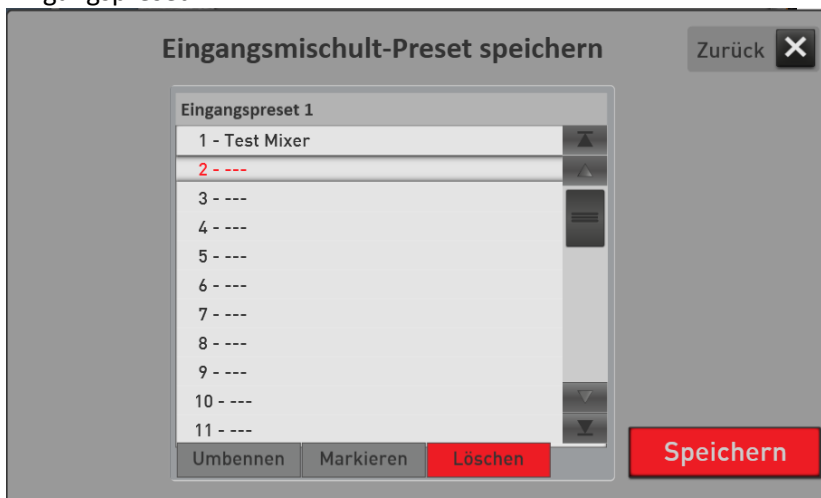 Eingangsmischult-Preset speichern
Zurück
Eingangspreset 1
1 - Test Mixer
2 - ---
3 - ---
4 - ---
5 - ---
6 - ---
7 - ---
8 - ---
9 - ---
10 - ---
11 - ---
Umbennen Markieren Löschen
Speichern